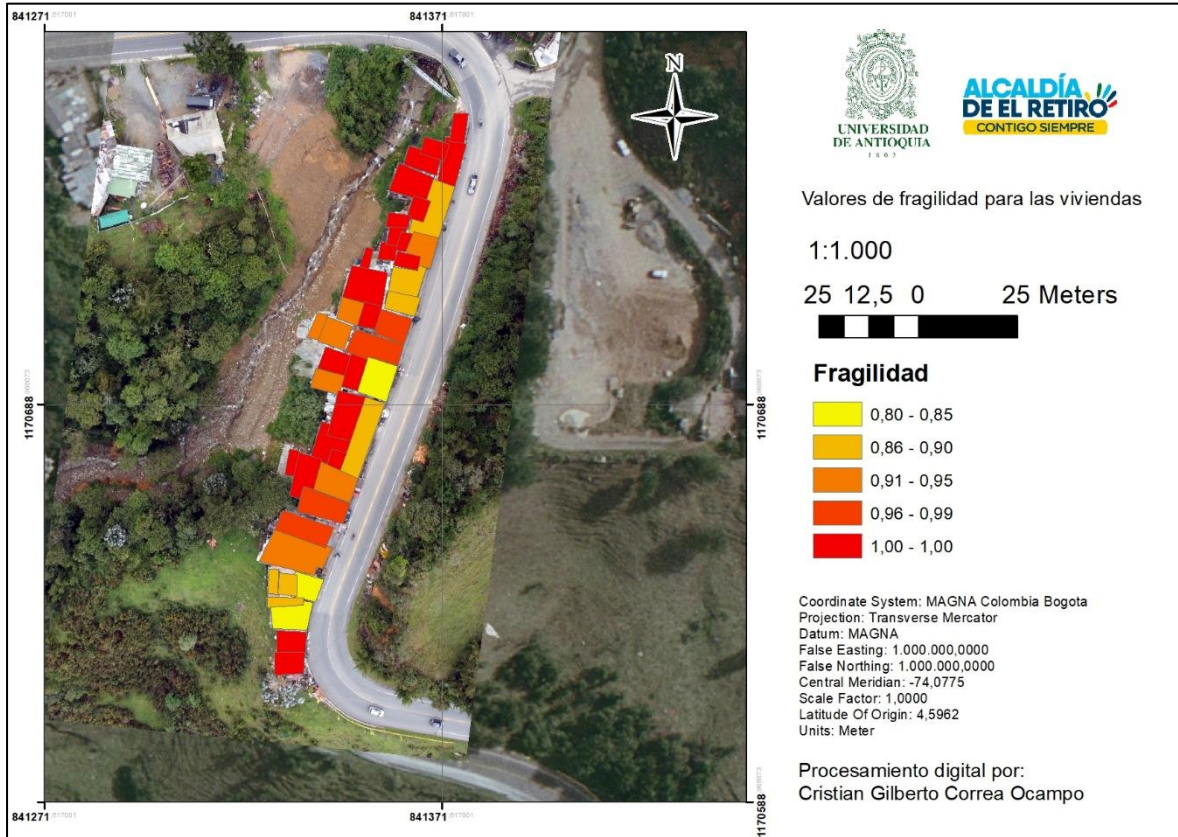 841271,617001
841371,617001
N
UNIVERSIDAD
DE ANTIOQUIA
1803
ALCALDÍA
DE EL RETIRO
CONTIGO SIEMPRE
Valores de fragilidad para las viviendas
1:1.000
25 12,5 0 25 Meters
Fragilidad
0,80 - 0,85
0,86 - 0,90
0,91 - 0,95
0,96 - 0,99
1,00 - 1,00
1170688
1170688
Coordinate System: MAGNA Colombia Bogota
Projection: Transverse Mercator
Datum: MAGNA
False Easting: 1.000.000,0000
False Northing: 1.000.000,0000
Central Meridian: -74,0775
Scale Factor: 1,0000
Latitude Of Origin: 4,5962
Units: Meter
Procesamiento digital por:
Cristian Gilberto Correa Ocampo
1170588
841271,617001
841371,617001